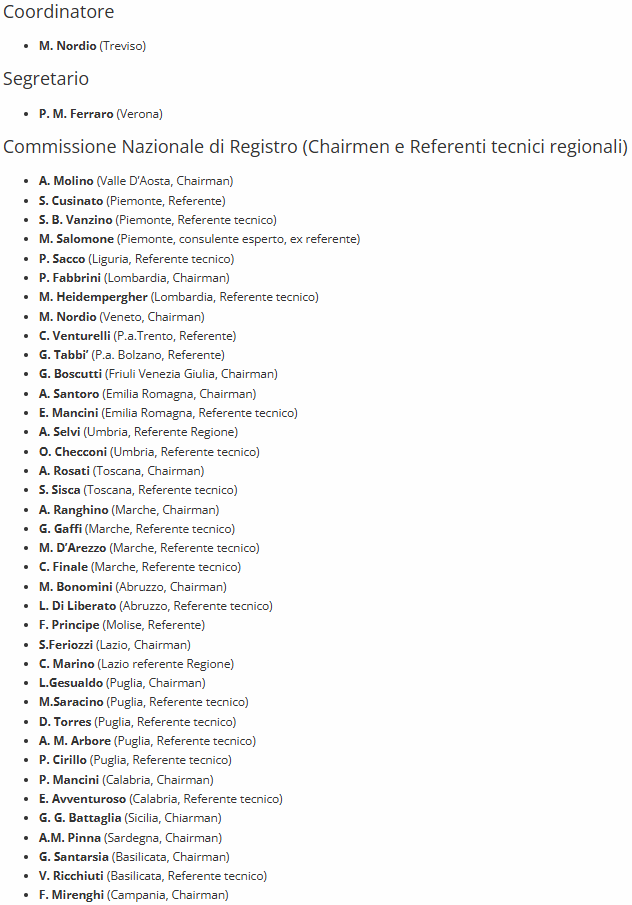 Coordinatore
M. Nordio (Treviso)
Segretario
P. M. Ferraro (Verona)
Commissione Nazionale di Registro (Chairmen e Referenti tecnici regionali)
A. Molino (Valle D’Aosta, Chairman)
S. Cusinato (Piemonte, Referente)
S. B. Vanzino (Piemonte, Referente tecnico)
M. Salomone (Piemonte, consulente esperto, ex referente)
P. Sacco (Liguria, Referente tecnico)
P. Fabbrini (Lombardia, Chairman)
M. Heidempergher (Lombardia, Referente tecnico)
M. Nordio (Veneto, Chairman)
C. Venturelli (P.a.Trento, Referente)
G. Tabbi’ (P.a. Bolzano, Referente)
G. Boscutti (Friuli Venezia Giulia, Chairman)
A. Santoro (Emilia Romagna, Chairman)
E. Mancini (Emilia Romagna, Referente tecnico)
A. Selvi (Umbria, Referente Regione)
O. Checconi (Umbria, Referente tecnico)
A. Rosati (Toscana, Chairman)
S. Sisca (Toscana, Referente tecnico)
A. Ranghino (Marche, Chairman)
G. Gaffi (Marche, Referente tecnico)
M. D’Arezzo (Marche, Referente tecnico)
C. Finale (Marche, Referente tecnico)
M. Bonomini (Abruzzo, Chairman)
L. Di Liberato (Abruzzo, Referente tecnico)
F. Principe (Molise, Referente)
S.Feriozzi (Lazio, Chairman)
C. Marino (Lazio referente Regione)
L.Gesualdo (Puglia, Chairman)
M.Saracino (Puglia, Referente tecnico)
D. Torres (Puglia, Referente tecnico)
A. M. Arbore (Puglia, Referente tecnico)
P. Cirillo (Puglia, Referente tecnico)
P. Mancini (Calabria, Chairman)
E. Avventuroso (Calabria, Referente tecnico)
G. G. Battaglia (Sicilia, Chiarman)
A.M. Pinna (Sardegna, Chairman)
G. Santarsia (Basilicata, Chairman)
V. Ricchiuti (Basilicata, Referente tecnico)
F. Mirenghi (Campania, Chairman)